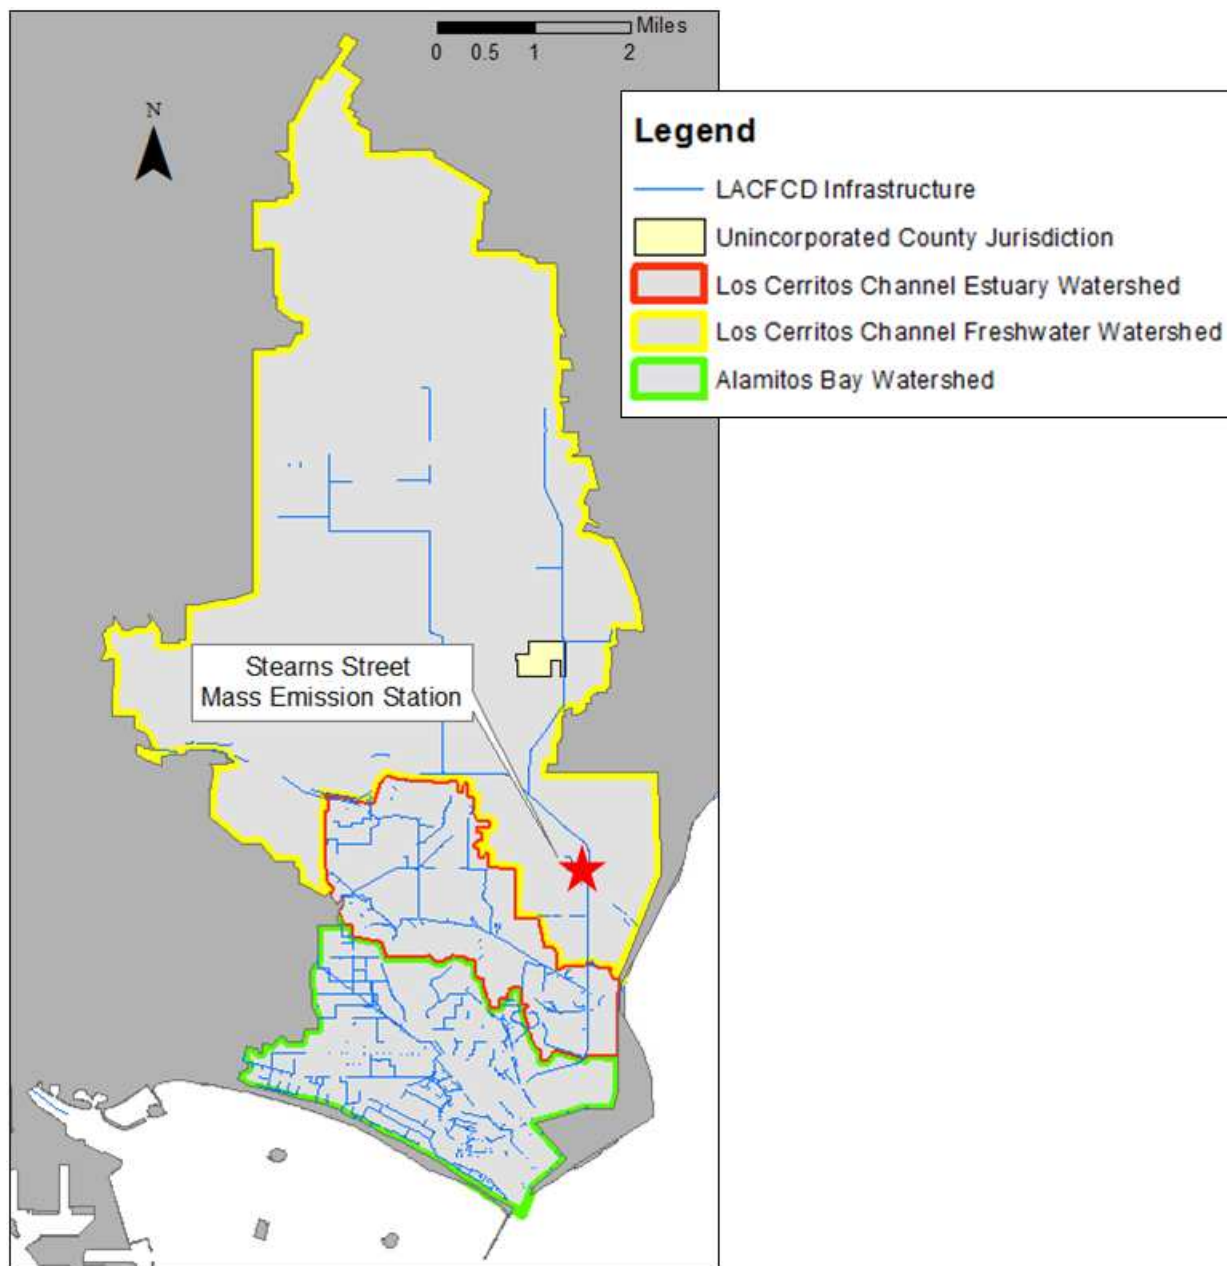 Miles
0 0.5 1 2
N
Legend
LACFCD Infrastructure
Unincorporated County Jurisdiction
Los Cerritos Channel Estuary Watershed
Los Cerritos Channel Freshwater Watershed
Alamitos Bay Watershed
Stearns Street
Mass Emission Station